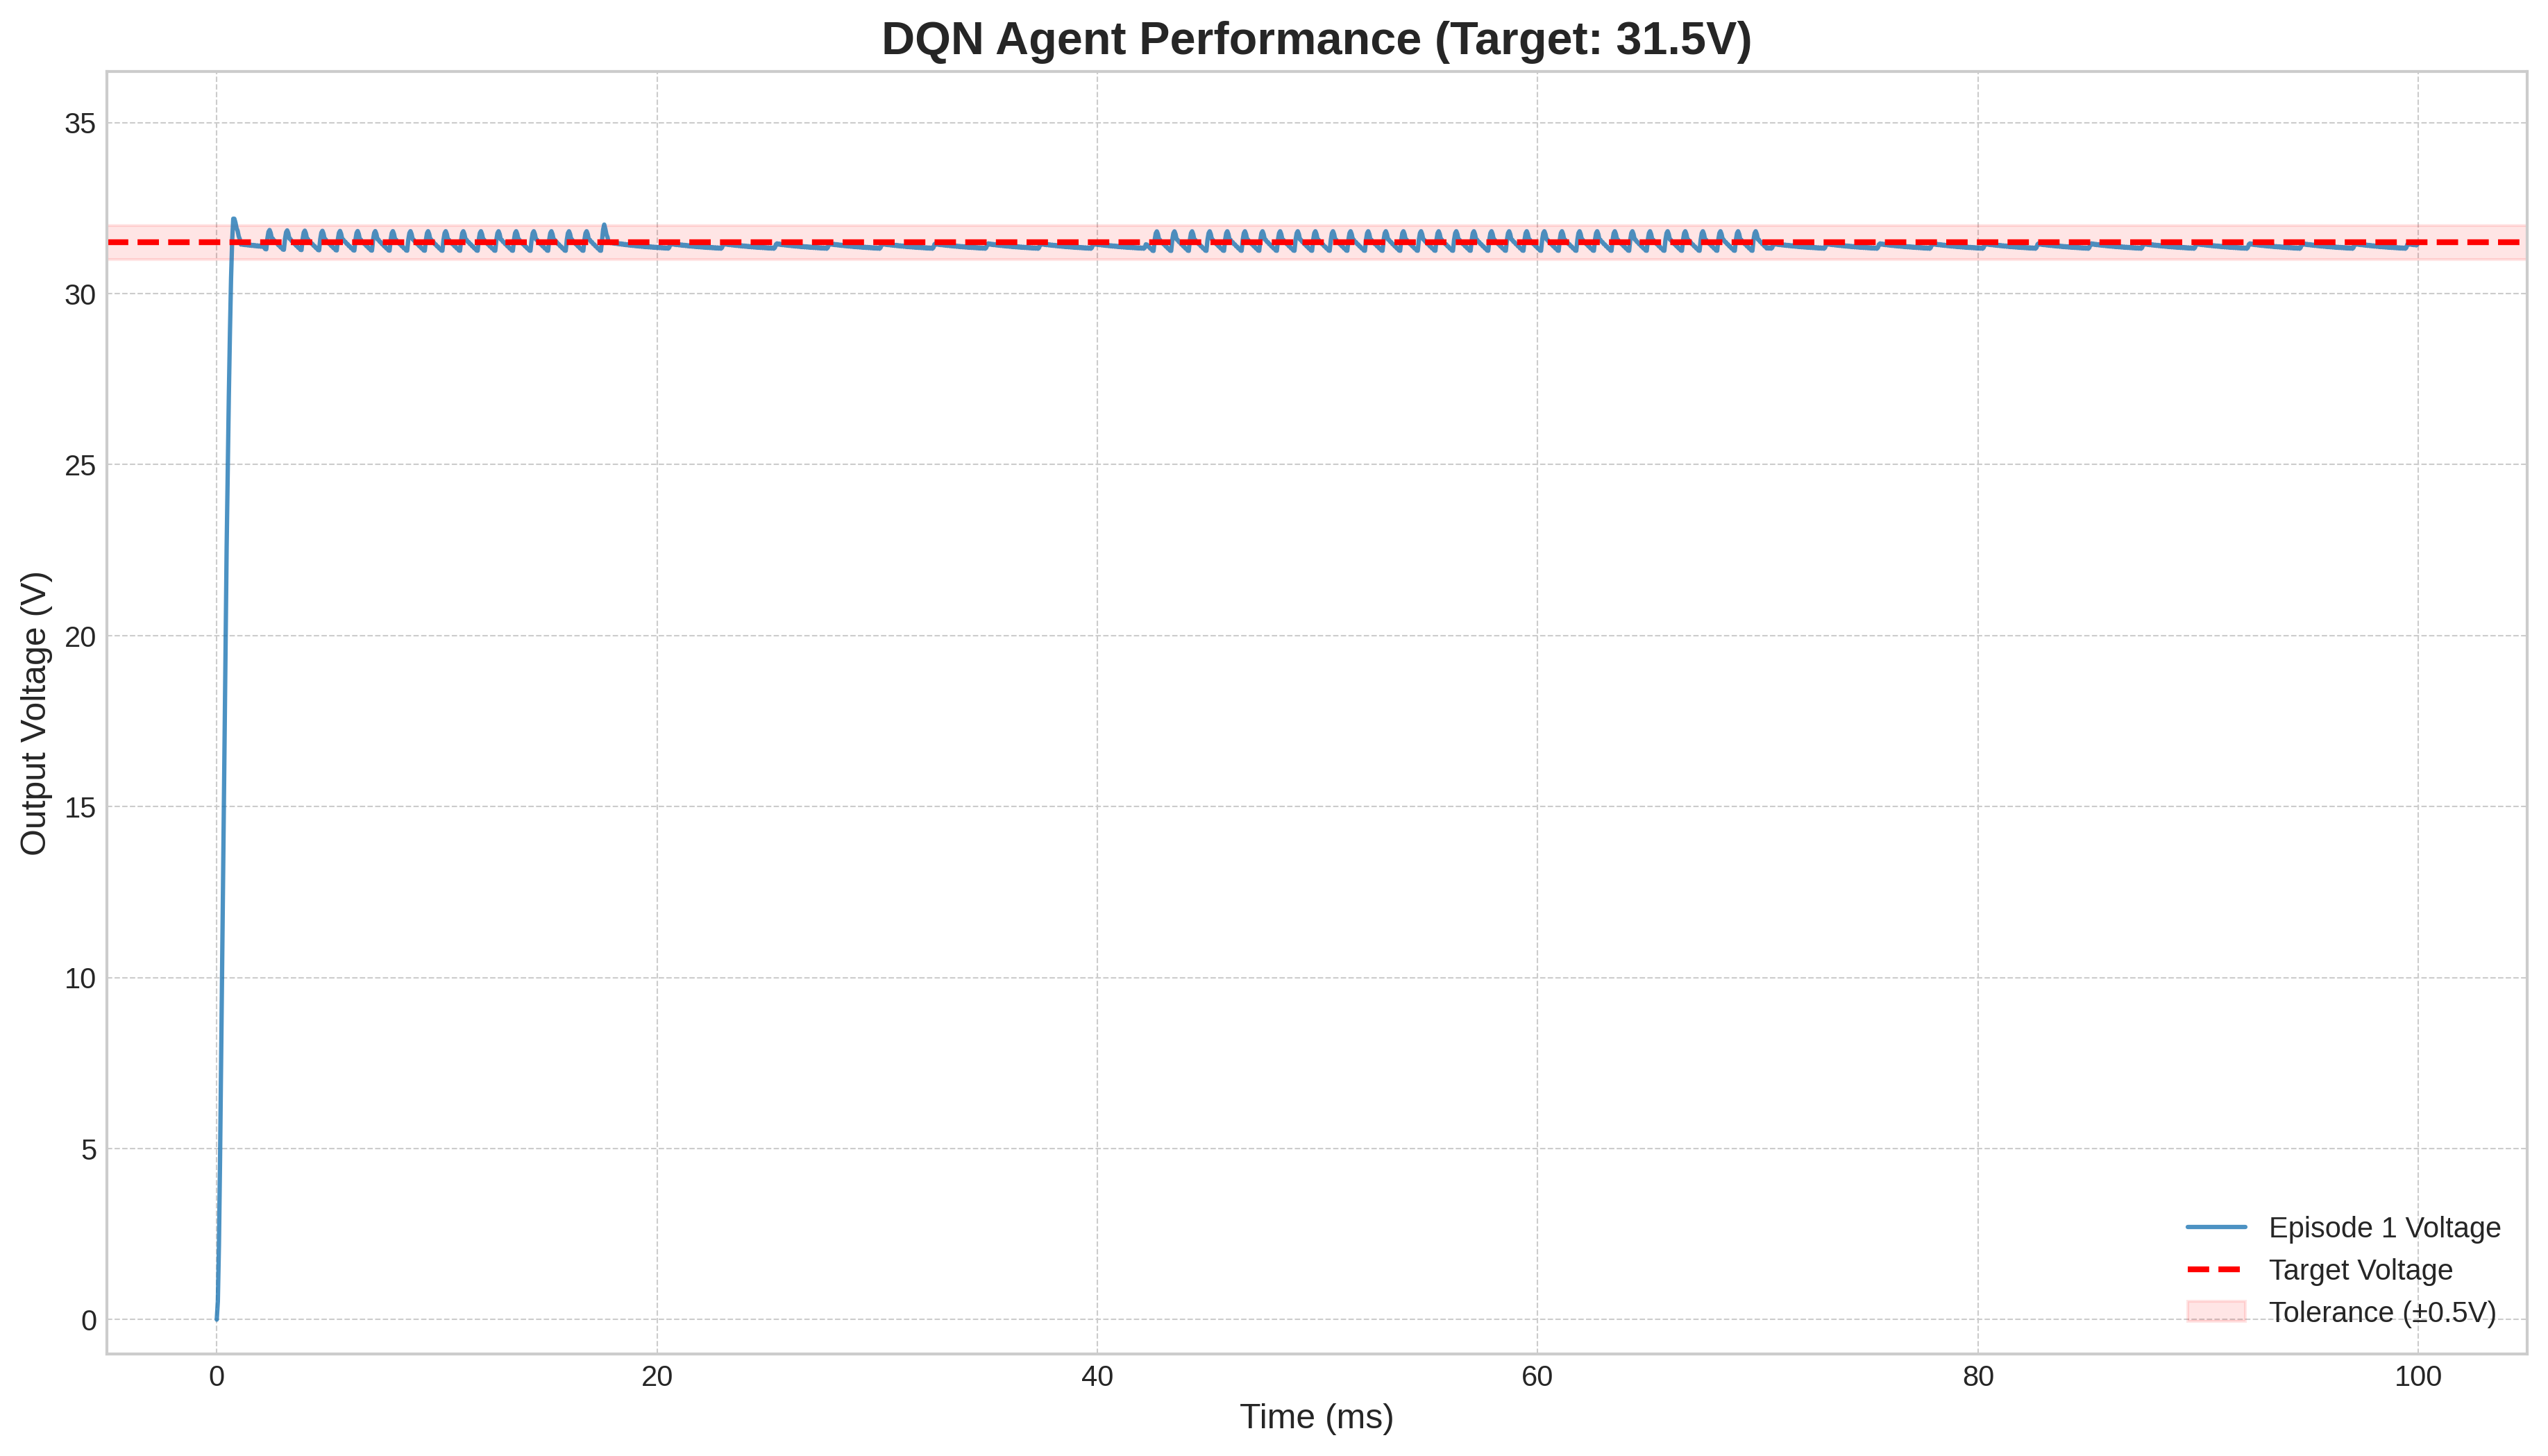 DQN Agent Performance (Target: 31.5V)
35
30
25
20
15
10
5
0
Output Voltage (V)
0 20 40 60 80 100
Time (ms)
Episode 1 Voltage
Target Voltage
Tolerance (±0.5V)